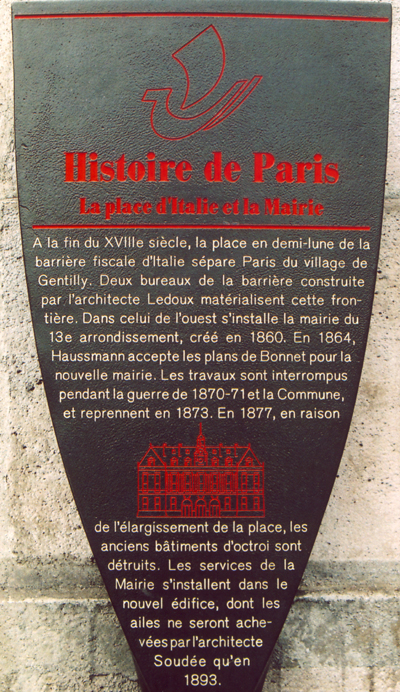 Histoire de Paris
La place d'Italie et la Mairie
A la fin du XVIIIe siècle, la place en demi-lune de la
barrière fiscale d'Italie sépare Paris du village de
Gentilly. Deux bureaux de la barrière construite
par l'architecte Ledoux matérialisent cette fron-
tière. Dans celui de l'ouest s'installe la mairie du
13e arrondissement, créé en 1860. En 1864,
Haussmann accepte les plans de Bonnet pour la
nouvelle mairie. Les travaux sont interrompus
pendant la guerre de 1870-71 et la Commune,
et reprennent en 1873. En 1877, en raison
de l'élargissement de la place, les
anciens bâtiments d'octroi sont
détruits. Les services de la
Mairie s'installent dans le
nouvel édifice, dont les
ailes ne seront ache-
vées par l'architecte
Soudée qu'en
1893.